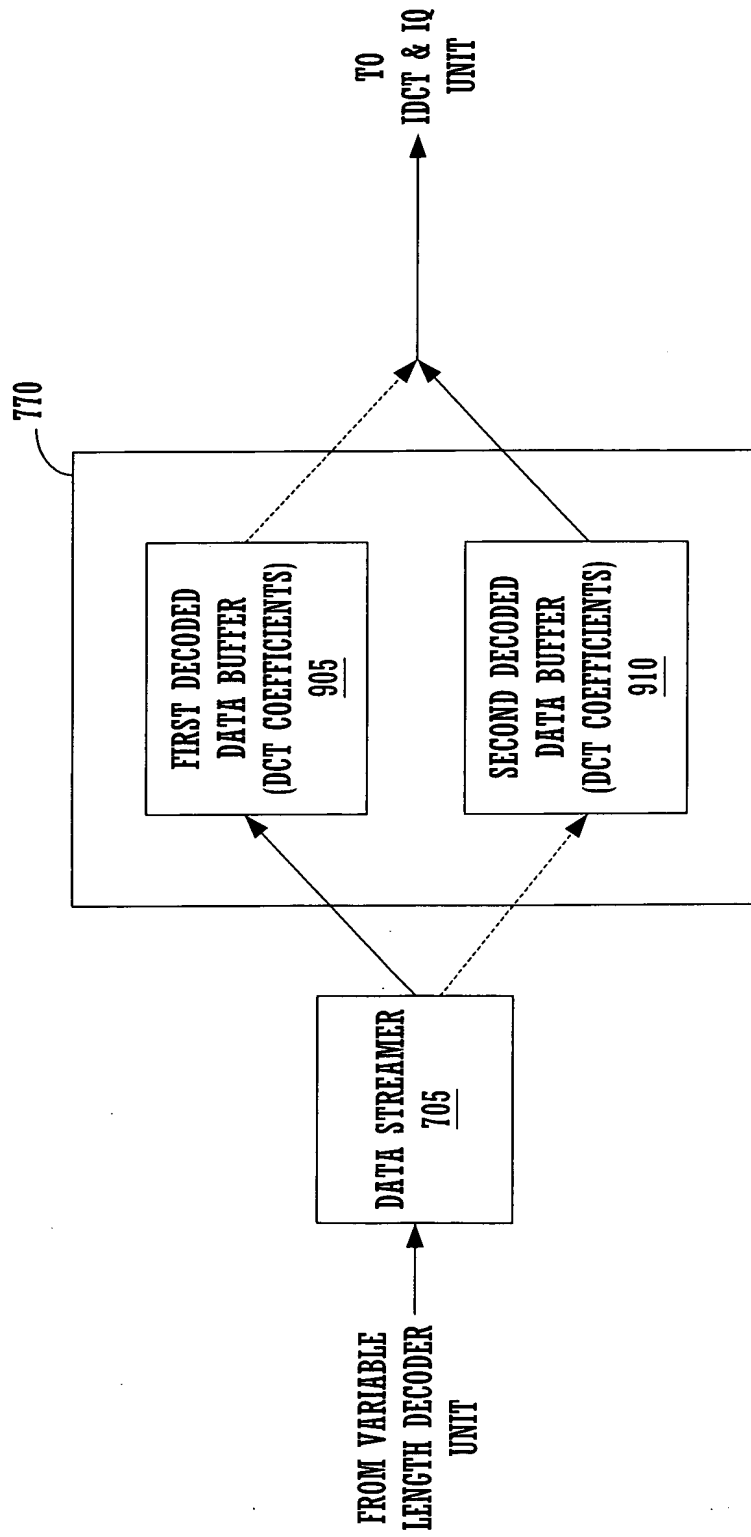 FROM VARIABLE
LENGTH DECODER
UNIT
DATA STREAMER
705
770
FIRST DECODED
DATA BUFFER
(DCT COEFFICIENTS)
905
SECOND DECODED
DATA BUFFER
(DCT COEFFICIENTS)
910
TO
IDCT & IQ
UNIT